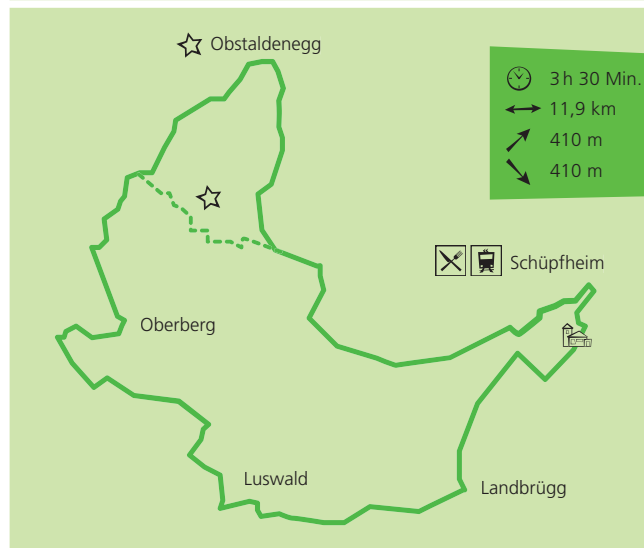 Obstaldenegg
3 h 30 Min.
11,9 km
410 m
410 m
Schüpfheim
Oberberg
Luswald
Landbrügg